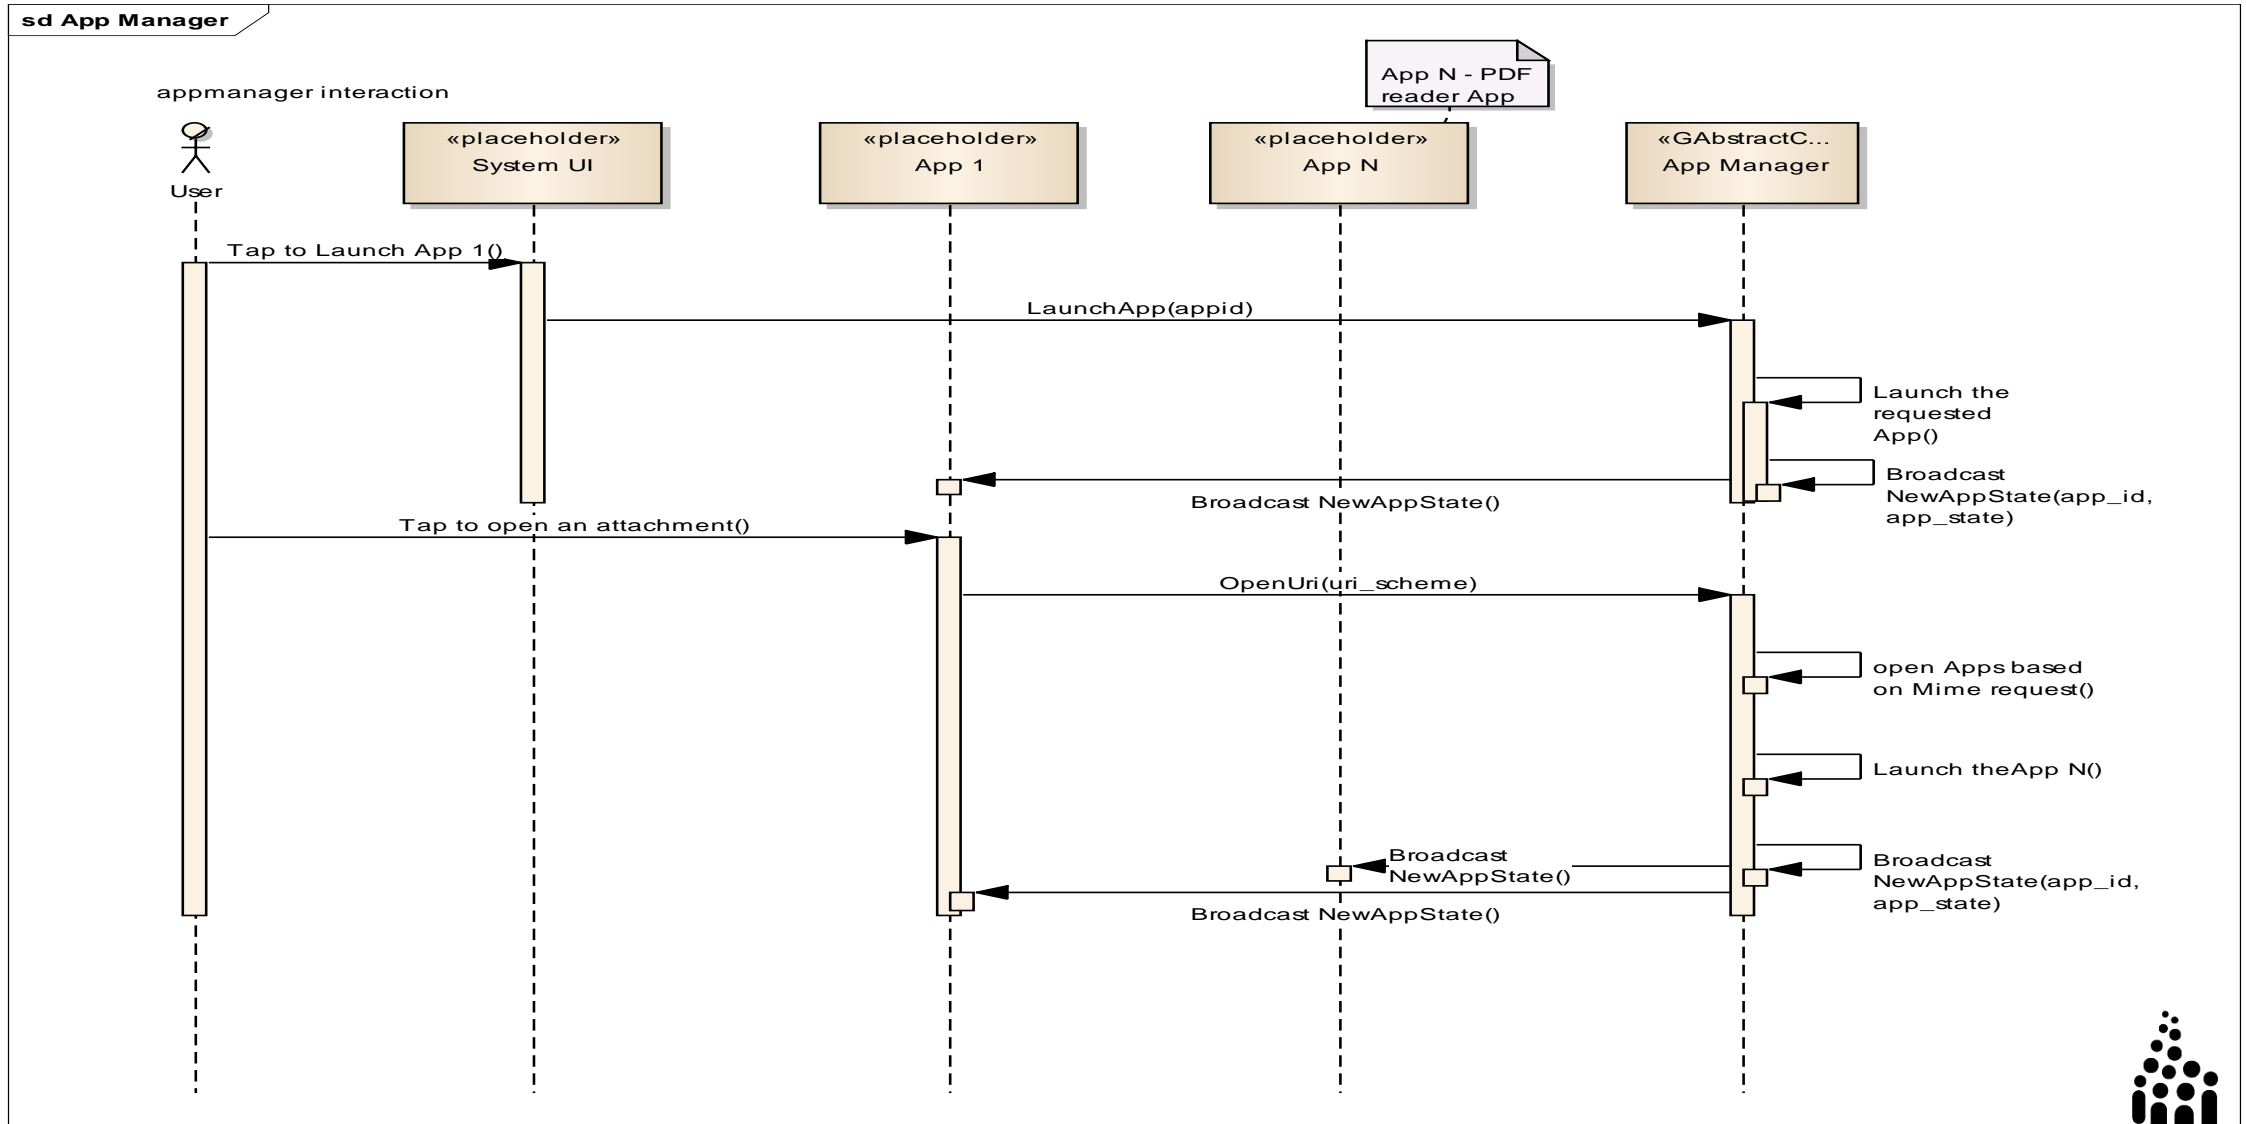 sd App Manager
App N - PDF
reader App
appmanager interaction
User
«placeholder»
System UI
«placeholder»
App 1
«placeholder»
App N
«GAbstractC...
App Manager
Tap to Launch App 1()
LaunchApp(appid)
Launch the
requested
App()
Broadcast
NewAppState(app_id,
app_state)
Broadcast NewAppState()
Tap to open an attachment()
OpenUri(uri_scheme)
open Apps based
on Mime request()
Launch theApp N()
Broadcast
NewAppState()
Broadcast
NewAppState(app_id,
app_state)
Broadcast NewAppState()